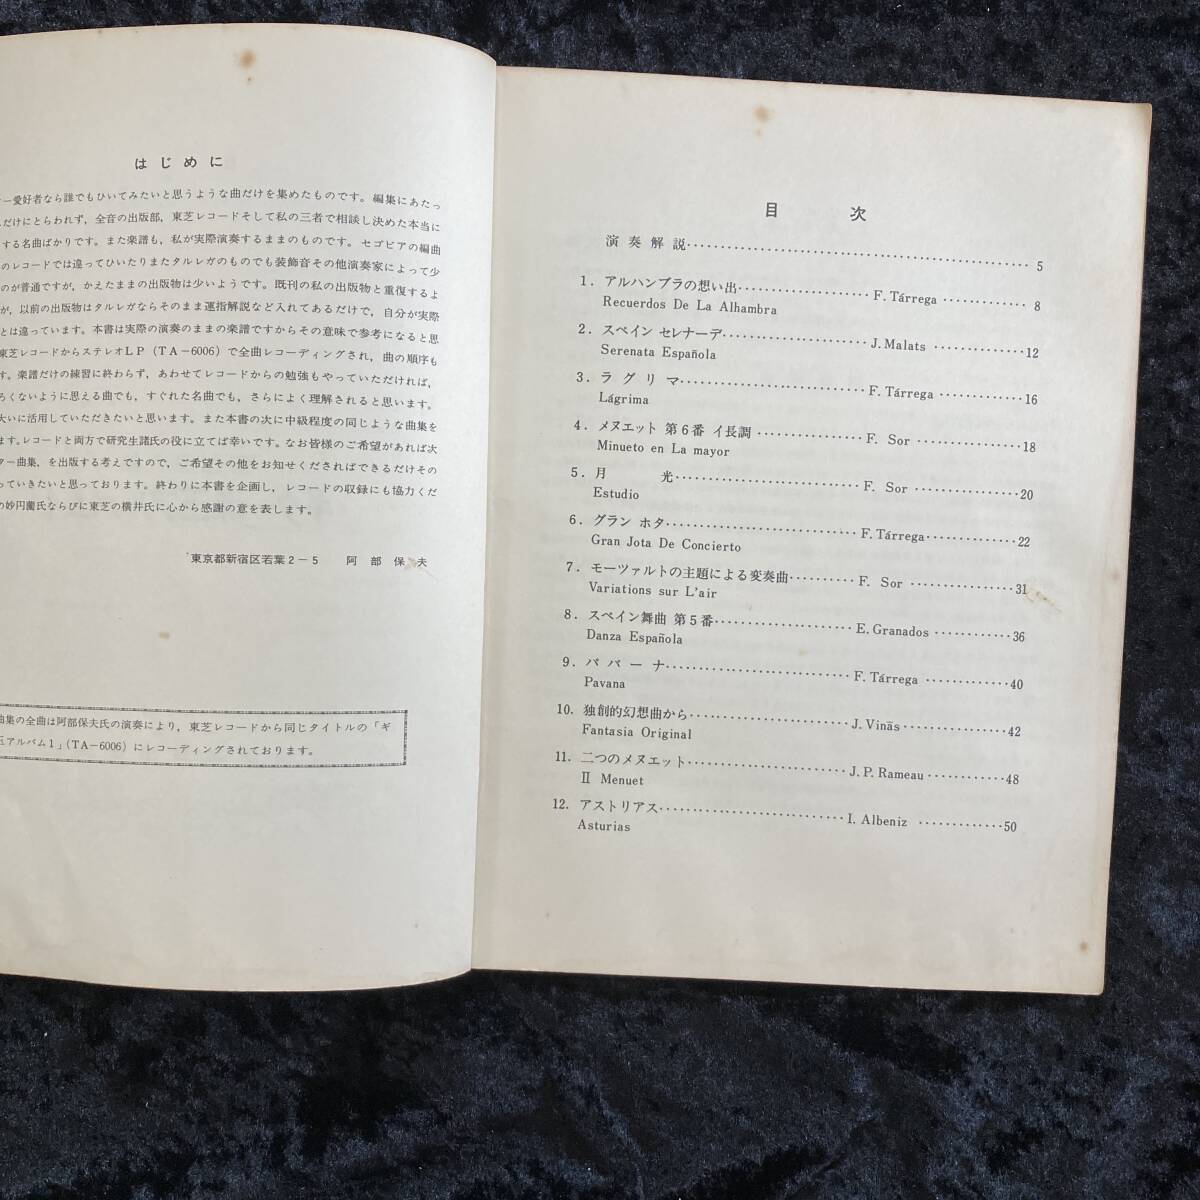 はじめに
ー愛好者なら誰でもひいてみたいと思うような曲だけを集めたものです。編集にあたっ
だけにとらわれず，全音の出版部，東芝レコードそして私の三者で相談し決めた本当に
する名曲ばかりです。また楽譜も，私が実際演奏するままのものです。セゴビアの編曲
のレコードでは違ってひいたりまたタルレガのものでも装飾音その他演奏家によって少
のが普通ですが，かえたままの出版物は少いようです。既刊の私の出版物と重復するよ
が，以前の出版物はタルレガならそのまま運指解説など入れてあるだけで，自分が実際
とは違っています。本書は実際の演奏のままの楽譜ですからその意味で参考になると思
東芝レコードからステレオLP（TA−6006）で全曲レコーディングされ，曲の順序も
す。楽譜だけの練習に終わらず，あわせてレコードからの勉強もやっていただければ，
ろくないように思える曲でも，すぐれた名曲でも，さらによく理解されると思います。
大いに活用していただきたいと思います。また本書の次に中級程度の同じような曲集を
ます。レコードと両方で研究生諸氏の役に立てば幸いです。なお皆様のご希望があれば次
ター曲集，を出版する考えですので，ご希望その他をお知せくださればできるだけその
っていきたいと思っております。終わりに本書を企画し，レコードの収録にも協力くだ
の妙円薗氏ならびに東芝の横井氏に心から感謝の意を表します。
東京都新宿区若葉2−5　阿部保夫
曲集の全曲は阿部保夫氏の演奏により，東芝レコードから同じタイトルの「ギ
玉アルバム1」(TA−6006）にレコーディングされております。
目次
演奏解説……………………………………5
1．アルハンブラの想い出…………………F. Tárrega……………8
Recuerdos De La Alhambra
2．スペイン セレナーデ……………………J. Malats……………12
Serenata Española
3．ラグリマ…………………………F. Tárrega……………16
Lágrima
4．メヌエット 第6番 イ長調……………F. Sor……………18
Minueto en La mayor
5．月光…………………………F. Sor……………20
Estudio
6．グラン ホタ…………………………F. Tárrega……………22
Gran Jota De Concierto
7．モーツァルトの主題による変奏曲…………F. Sor……………31
Variations sur L'air
8．スペイン舞曲 第5番…………………E. Granados……………36
Danza Española
9．パバーナ…………………………F. Tárrega……………40
Pavana
10．独創的幻想曲から……………………J. Vinãs……………42
Fantasia Original
11．二つのメヌエット……………………J. P. Rameau……………48
Ⅱ Menuet
12．アストリアス…………………………I. Albeniz……………50
Asturias